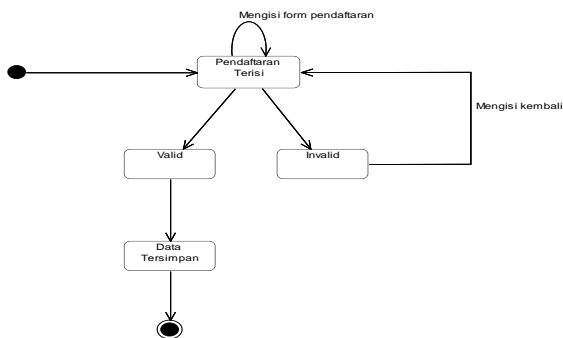 Mengisi form pendaftaran
Pendaftaran
Terisi
Mengisi kembali
Valid
Invalid
Data
Tersimpan